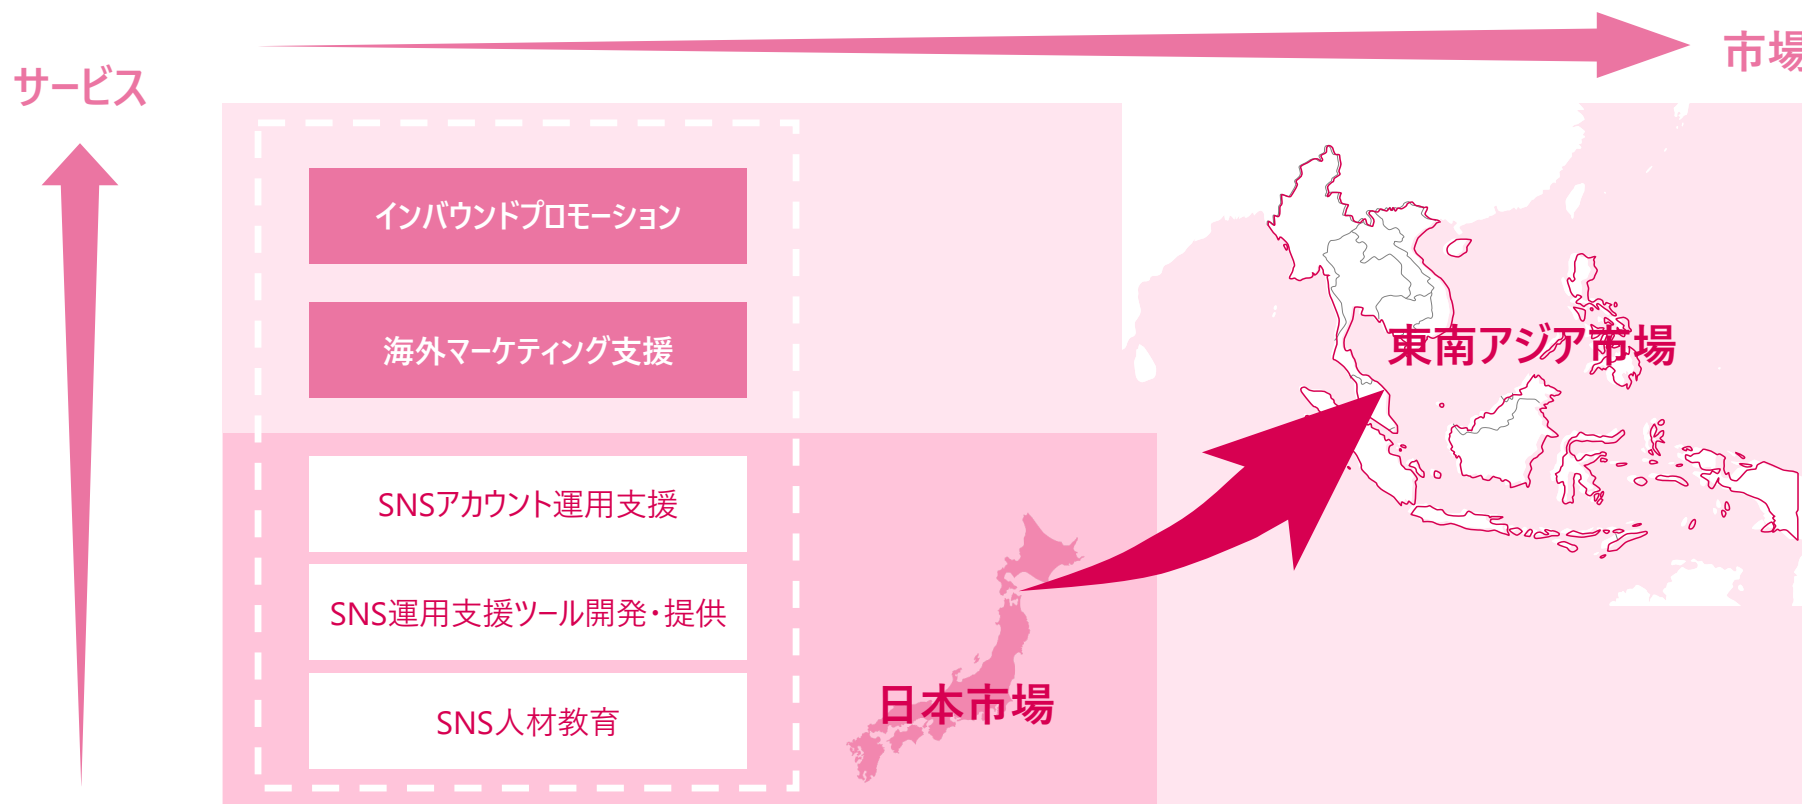 市場
サービス
インバウンドプロモーション
海外マーケティング支援
東南アジア市場
SNSアカウント運用支援
SNS運用支援ツール開発・提供
日本市場
SNS人材教育